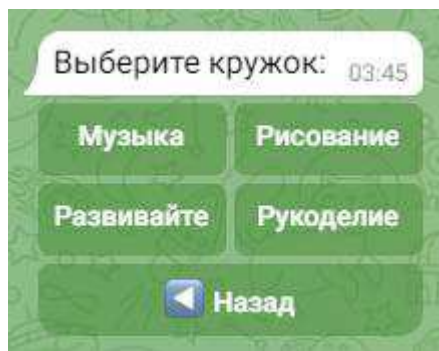 Выберите кружок: 03:45
Музыка Рисование
Развивайте Рукоделие
◀ Назад